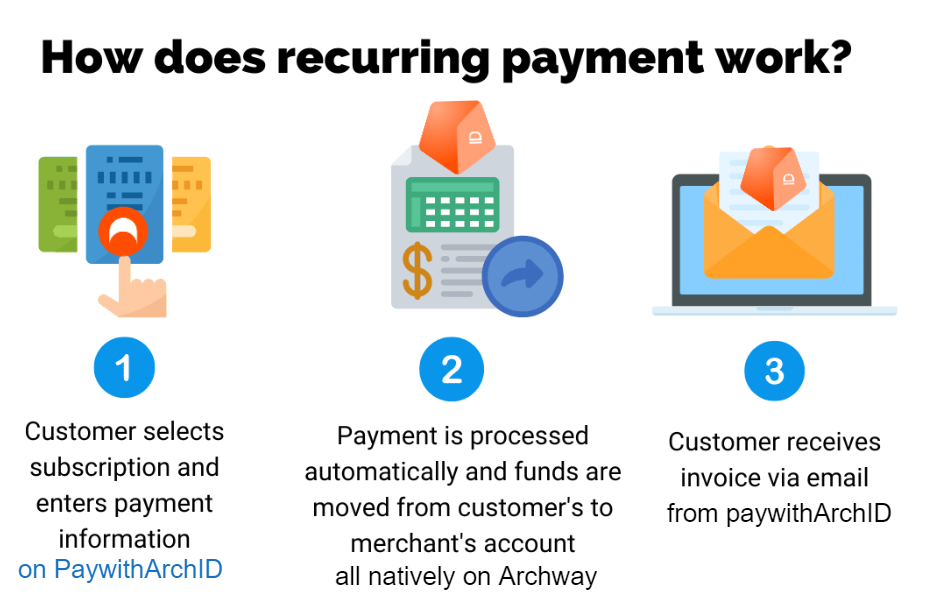 How does recurring payment work?
1
Customer selects
subscription and
enters payment
information
on PaywithArchID
2
Payment is processed
automatically and funds are
moved from customer's to
merchant's account
all natively on Archway
3
Customer receives
invoice via email
from paywithArchID
ID
ID
$